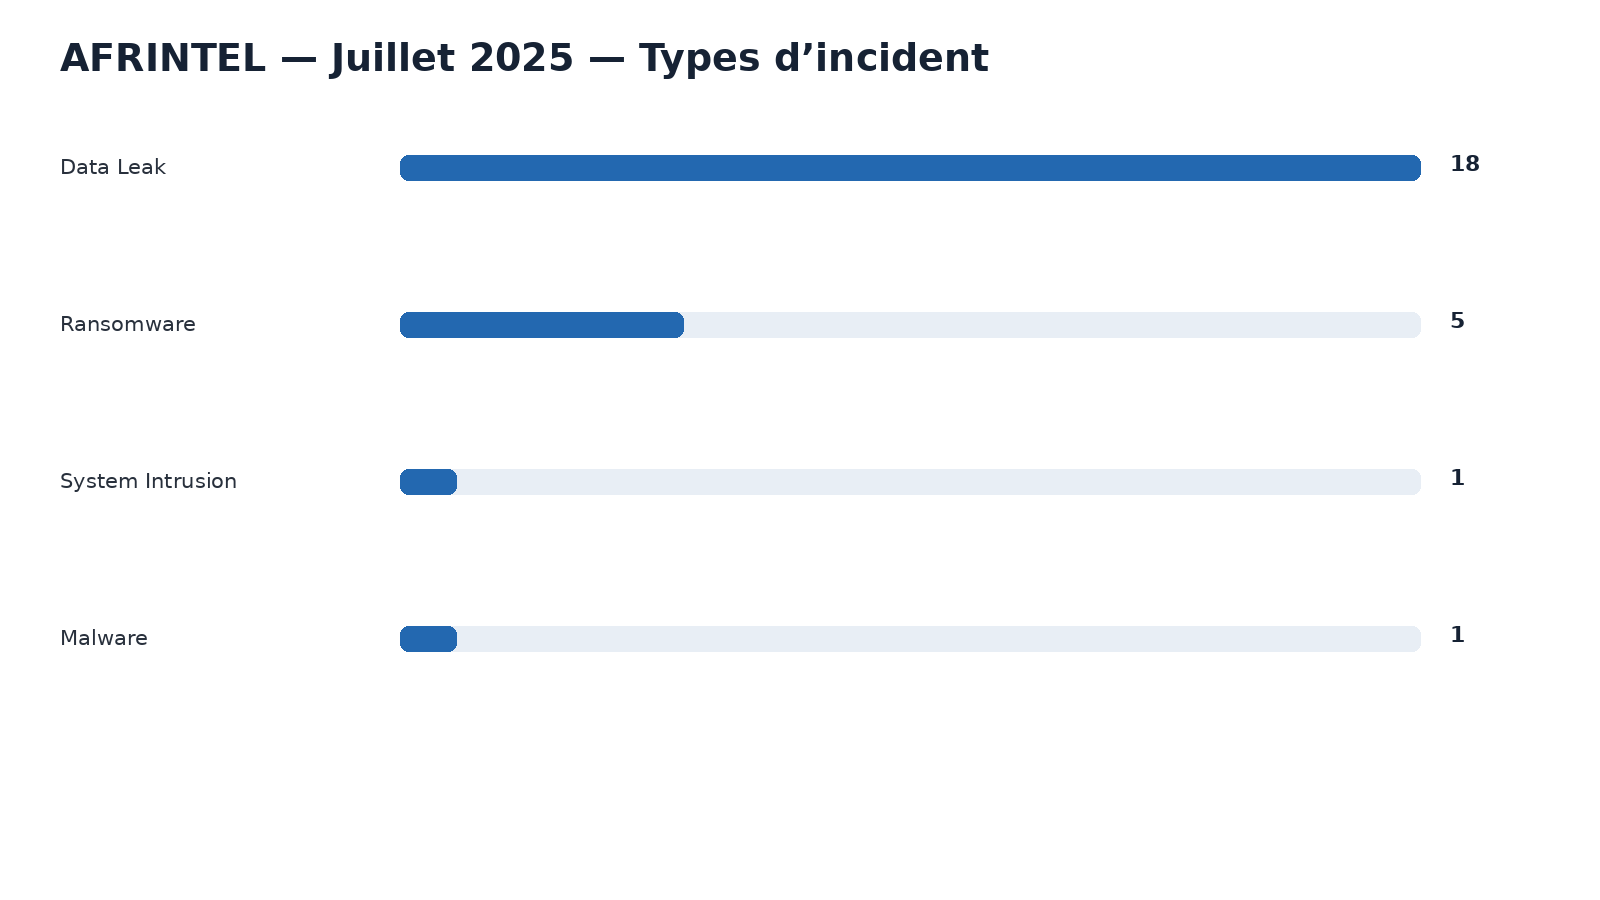 AFRINTEL — Juillet 2025 — Types d’incident
Data Leak 18
Ransomware 5
System Intrusion 1
Malware 1